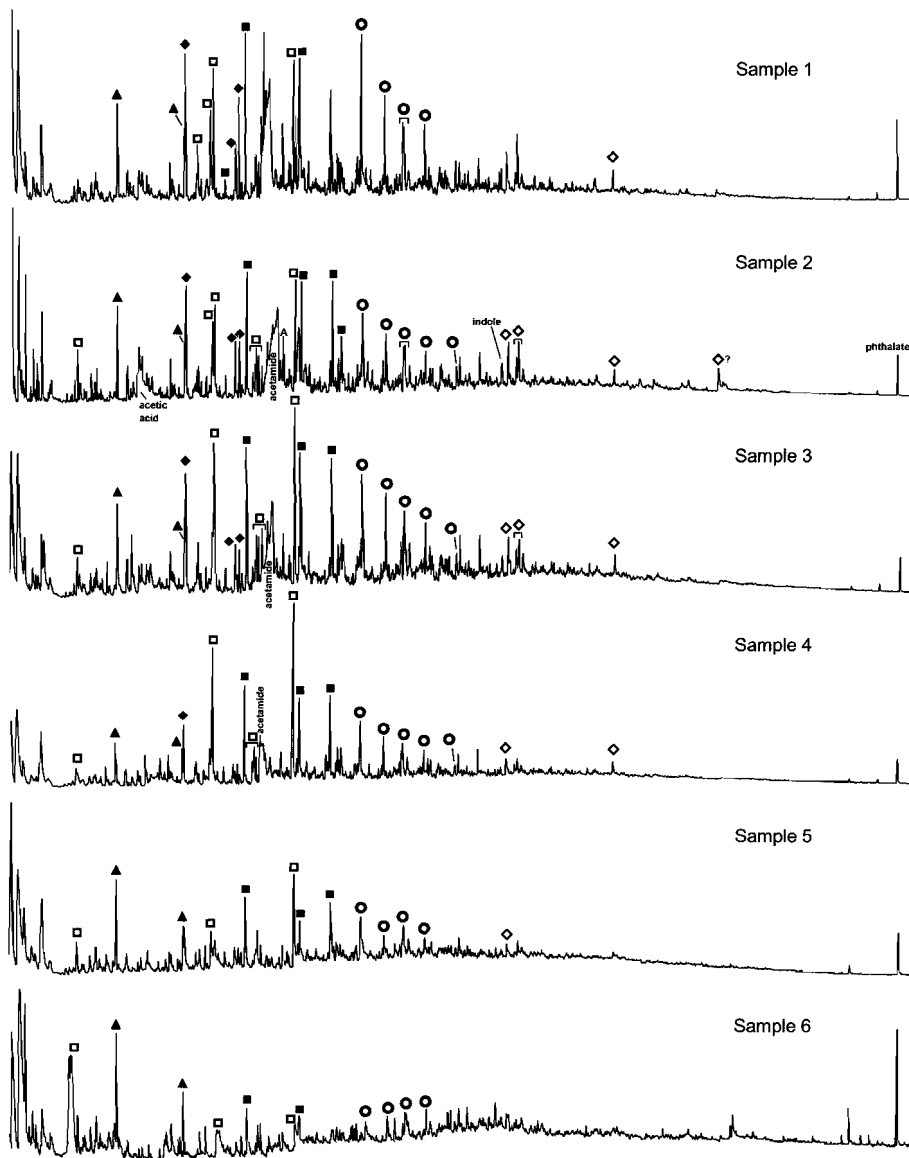 Sample 1
Sample 2
A
indole
?
phthalate
acetamide
acetic
acid
Sample 3
acetamide
Sample 4
acetamide
Sample 5
Sample 6